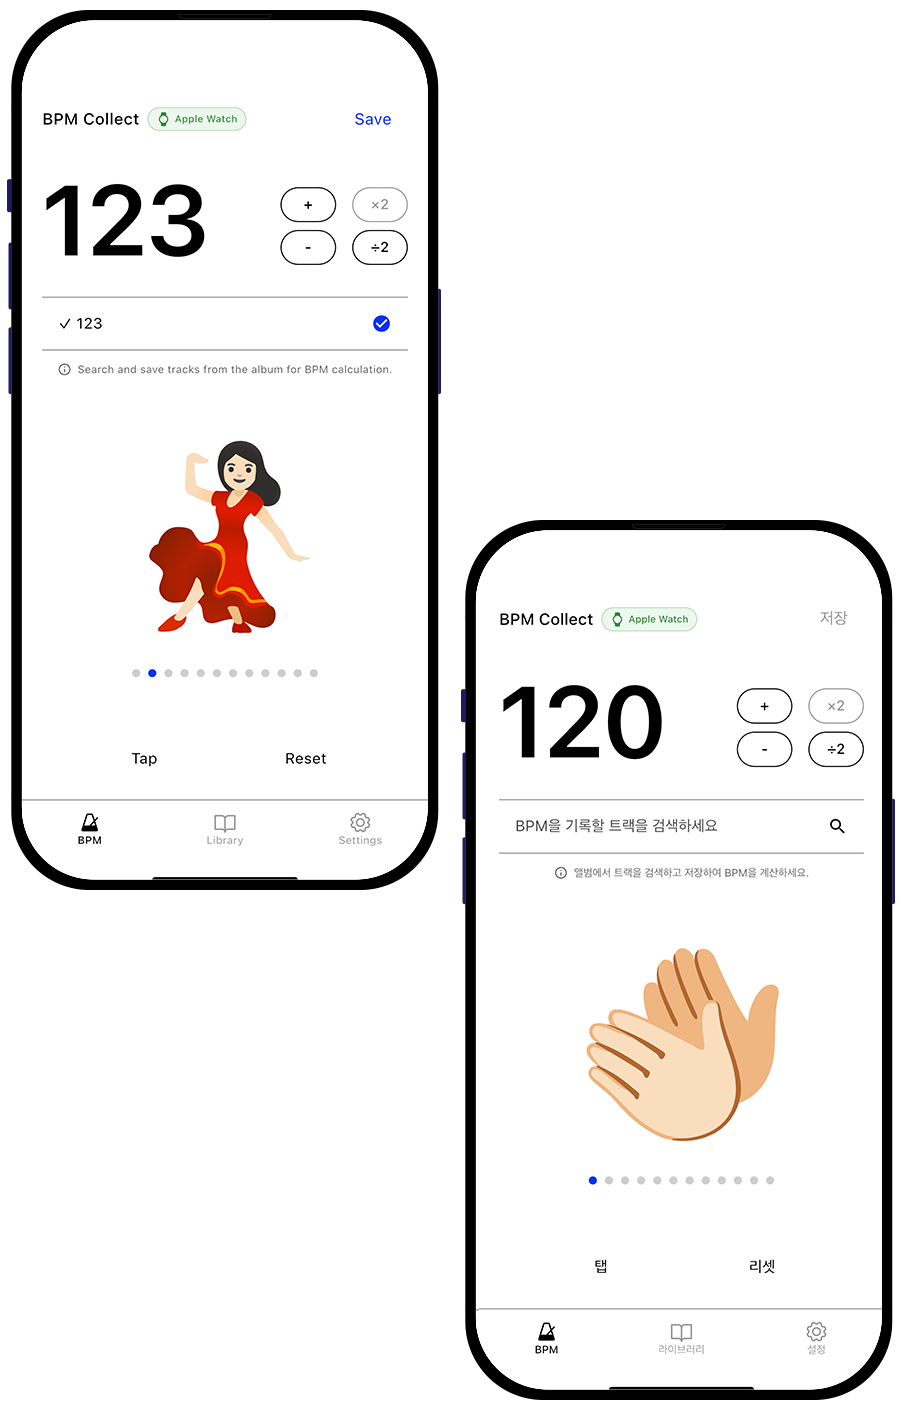 BPM Collect Apple Watch Save
123
+ ×2
- ÷2
✓ 123
Search and save tracks from the album for BPM calculation.
Tap Reset
BPM Library Settings
BPM Collect Apple Watch 저장
120
+ ×2
- ÷2
BPM을 기록할 트랙을 검색하세요
앨범에서 트랙을 검색하고 저장하여 BPM을 계산하세요.
탭 리셋
BPM 라이브러리 설정